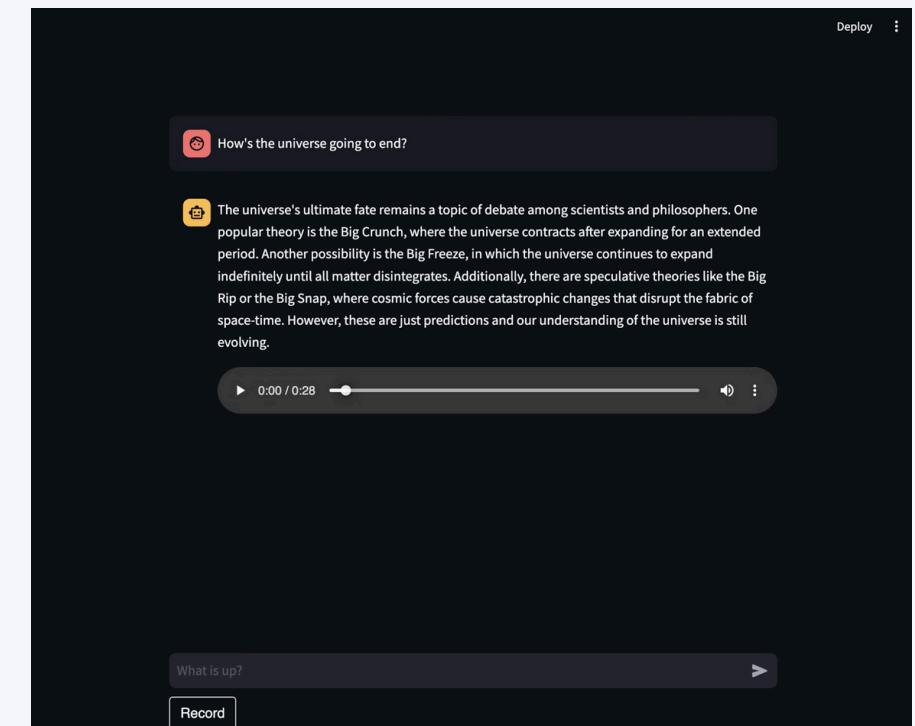 Deploy
How's the universe going to end?
The universe's ultimate fate remains a topic of debate among scientists and philosophers. One
popular theory is the Big Crunch, where the universe contracts after expanding for an extended
period. Another possibility is the Big Freeze, in which the universe continues to expand
indefinitely until all matter disintegrates. Additionally, there are speculative theories like the Big
Rip or the Big Snap, where cosmic forces cause catastrophic changes that disrupt the fabric of
space-time. However, these are just predictions and our understanding of the universe is still
evolving.
0:00 / 0:28
What is up?
Record